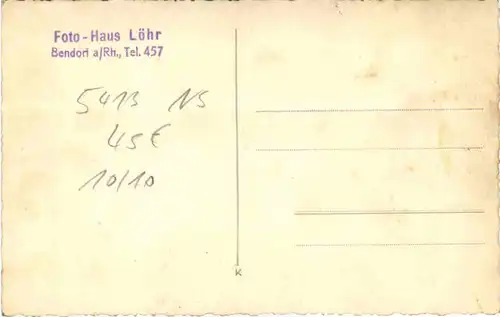 Foto-Haus Löhr
Bendorf a/Rh., Tel. 457
5413 NS
45€
10/10
K